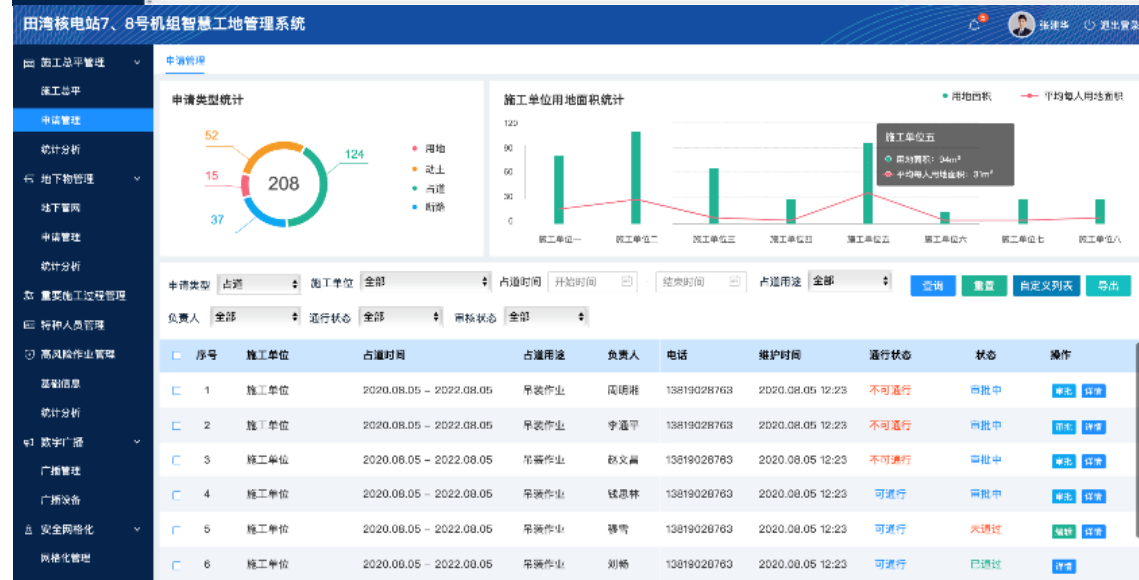 田湾核电站7、8号机组智慧工地管理系统 5 张建华 退出登录
施工总平管理
施工总平
申请管理
统计分析
地下物管理
地下管网
申请管理
统计分析
重要施工过程管理
特种人员管理
高风险作业管理
基础信息
统计分析
数字广播
广播管理
广播设备
安全网格化
网格化管理
申请管理
申请类型统计
52
124
15
208
37
用地
动土
占道
断路
施工单位用地面积统计
用地面积 平均每人用地面积
120
90
60
30
0
施工单位五
用地面积：94m²
平均每人用地面积：31m²
施工单位一 施工单位二 施工单位三 施工单位四 施工单位五 施工单位六 施工单位七 施工单位八
申请类型 占道 施工单位 全部 占道时间 开始时间 - 结束时间 占道用途 全部 查询 重置 自定义列表 导出
负责人 全部 通行状态 全部 审核状态 全部
序号 施工单位 占道时间 占道用途 负责人 电话 维护时间 通行状态 状态 操作
1 施工单位 2020.08.05 – 2022.08.05 吊装作业 周明湘 13819028763 2020.08.05 12:23 不可通行 审批中 审批 详情
2 施工单位 2020.08.05 – 2022.08.05 吊装作业 李通平 13819028763 2020.08.05 12:23 不可通行 审批中 审批 详情
3 施工单位 2020.08.05 – 2022.08.05 吊装作业 赵文昌 13819028763 2020.08.05 12:23 不可通行 审批中 审批 详情
4 施工单位 2020.08.05 – 2022.08.05 吊装作业 钱思林 13819028763 2020.08.05 12:23 可通行 审批中 审批 详情
5 施工单位 2020.08.05 – 2022.08.05 吊装作业 13819028763 2020.08.05 12:23 可通行 未通过 编辑 详情
6 施工单位 2020.08.05 – 2022.08.05 吊装作业 刘畅 13819028763 2020.08.05 12:23 可通行 已通过 详情